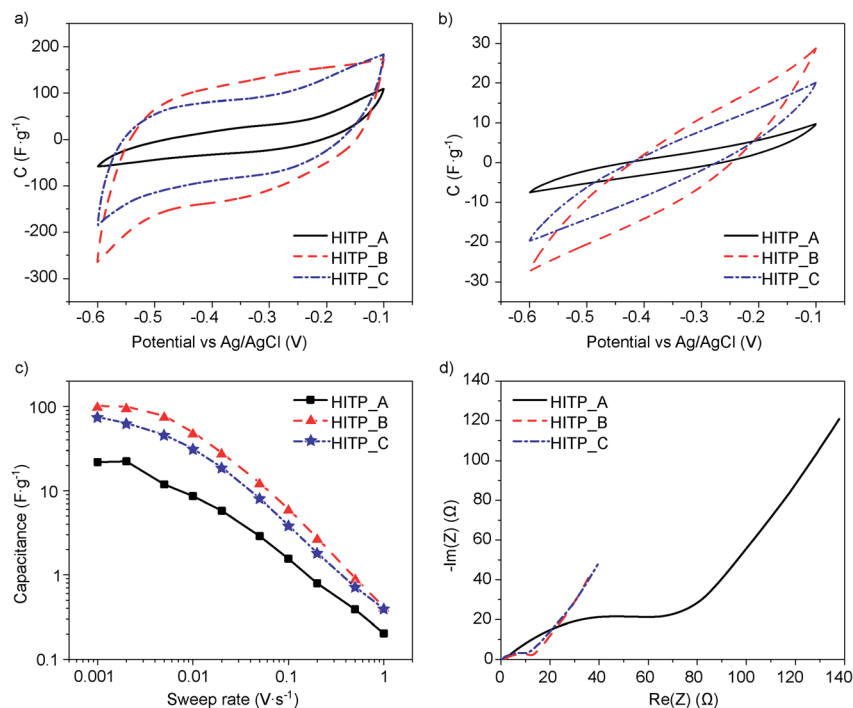 a)
C (F·g⁻¹)
200
100
0
-100
-200
-300
HITP_A
HITP_B
HITP_C
-0.6 -0.5 -0.4 -0.3 -0.2 -0.1
Potential vs Ag/AgCl (V)
b)
C (F·g⁻¹)
30
20
10
0
-10
-20
-30
HITP_A
HITP_B
HITP_C
-0.6 -0.5 -0.4 -0.3 -0.2 -0.1
Potential vs Ag/AgCl (V)
c)
Capacitance (F·g⁻¹)
100
10
1
0.1
HITP_A
HITP_B
HITP_C
0.001 0.01 0.1 1
Sweep rate (V·s⁻¹)
d)
-Im(Z) (Ω)
140
120
100
80
60
40
20
0
HITP_A
HITP_B
HITP_C
0 20 40 60 80 100 120 140
Re(Z) (Ω)